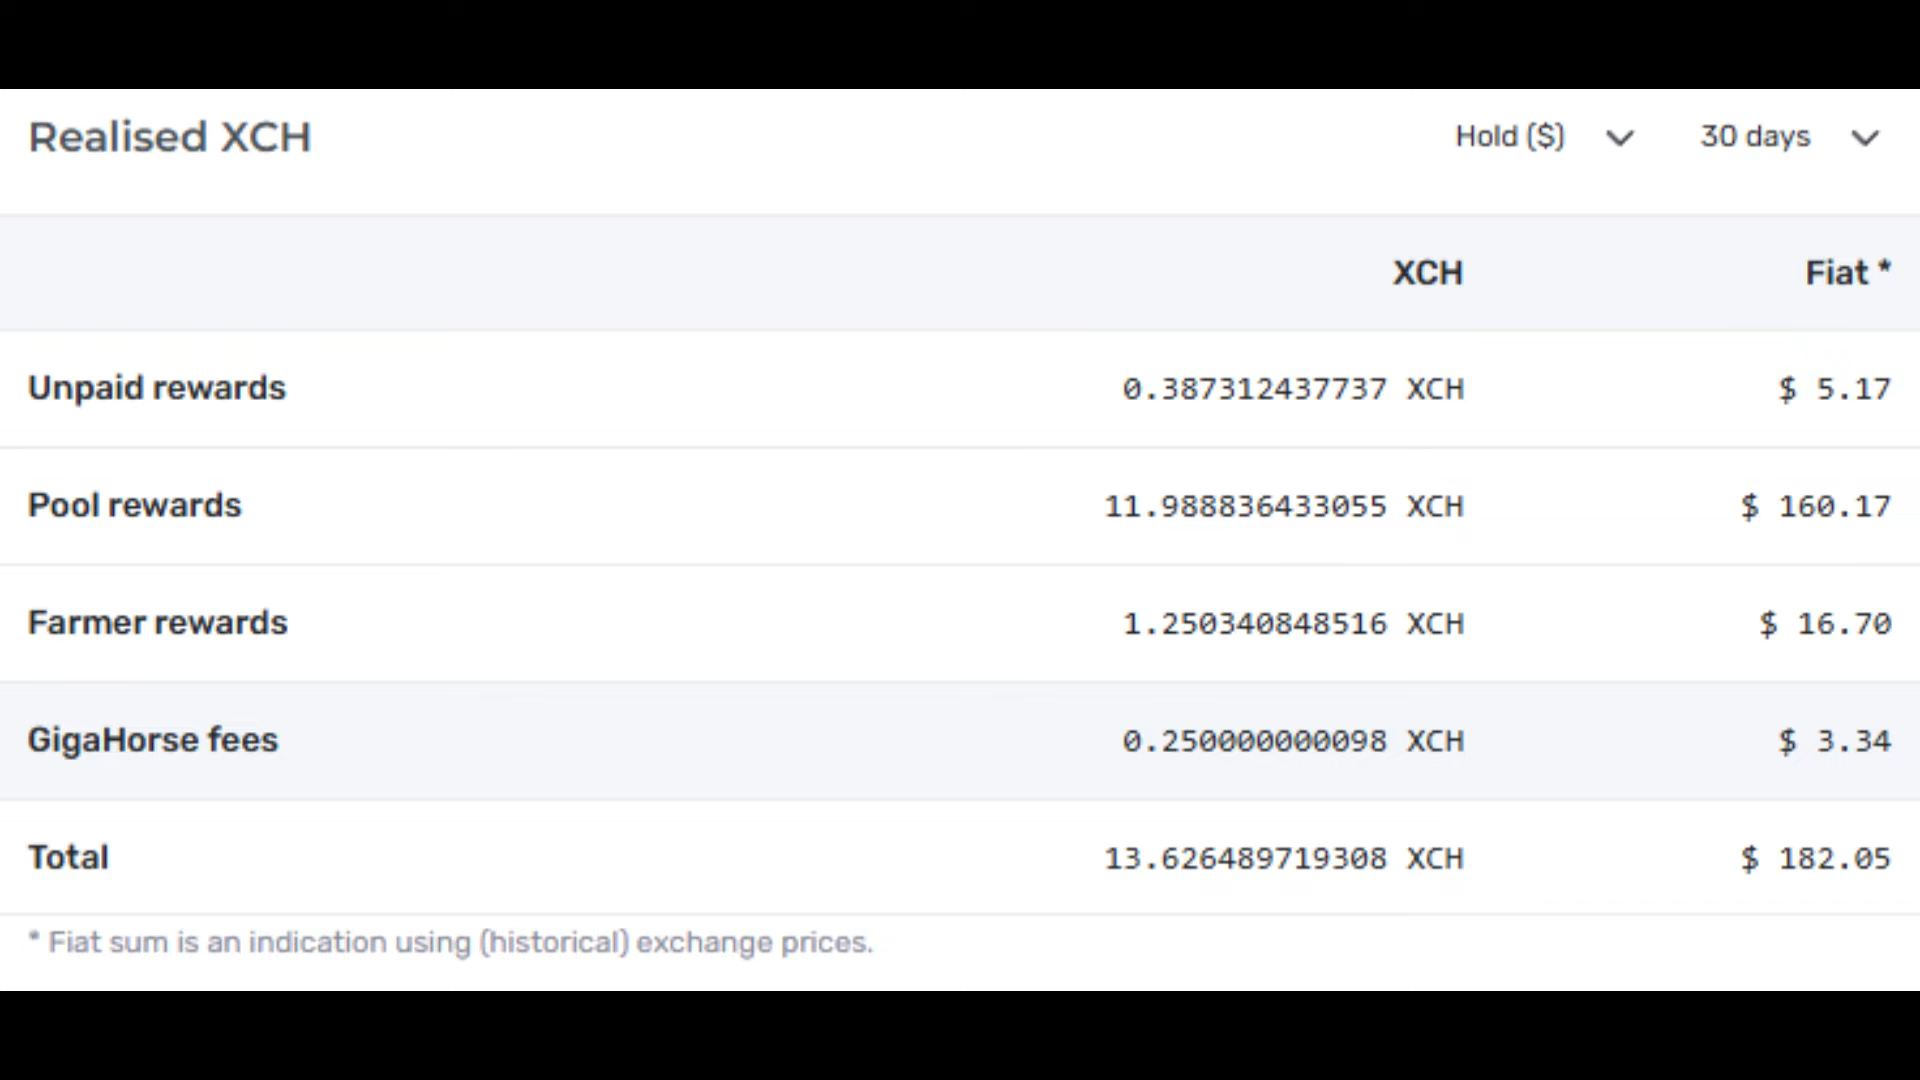 Realised XCH Hold ($) 30 days
XCH Fiat *
Unpaid rewards 0.387312437737 XCH $ 5.17
Pool rewards 11.988836433055 XCH $ 160.17
Farmer rewards 1.250340848516 XCH $ 16.70
GigaHorse fees 0.250000000098 XCH $ 3.34
Total 13.626489719308 XCH $ 182.05
* Fiat sum is an indication using (historical) exchange prices.